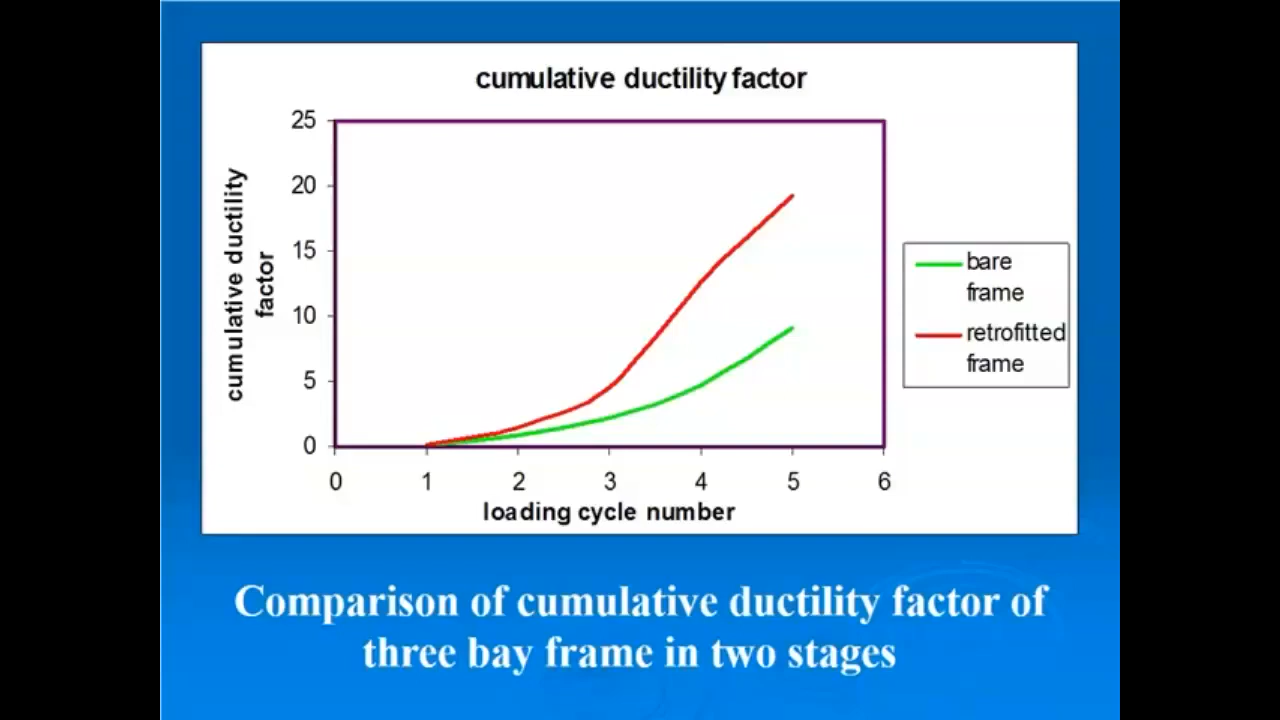 cumulative ductility factor
25
20
15
10
5
0
cumulative ductility
factor
0 1 2 3 4 5 6
loading cycle number
bare
frame
retrofitted
frame
Comparison of cumulative ductility factor of
three bay frame in two stages